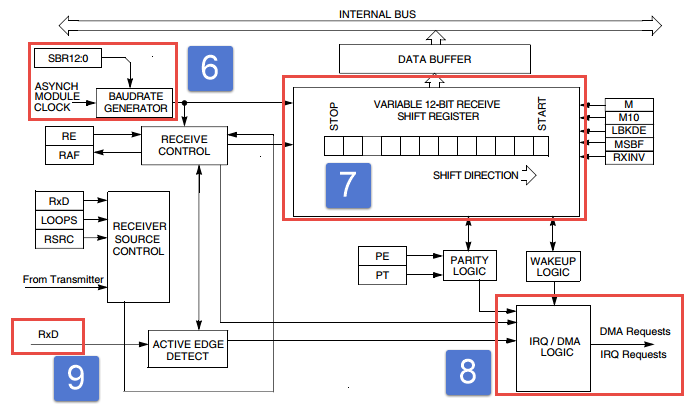 INTERNAL BUS
SBR12:0
6
DATA BUFFER
ASYNCH
MODULE
CLOCK
BAUDRATE
GENERATOR
STOP
VARIABLE 12-BIT RECEIVE
SHIFT REGISTER
START
M
M10
LBKDE
MSBF
RXINV
RE
RAF
RECEIVE
CONTROL
7
SHIFT DIRECTION
RxD
LOOPS
RSRC
RECEIVER
SOURCE
CONTROL
From Transmitter
PE
PT
PARITY
LOGIC
WAKEUP
LOGIC
RxD
9
ACTIVE EDGE
DETECT
8
IRQ / DMA
LOGIC
DMA Requests
IRQ Requests